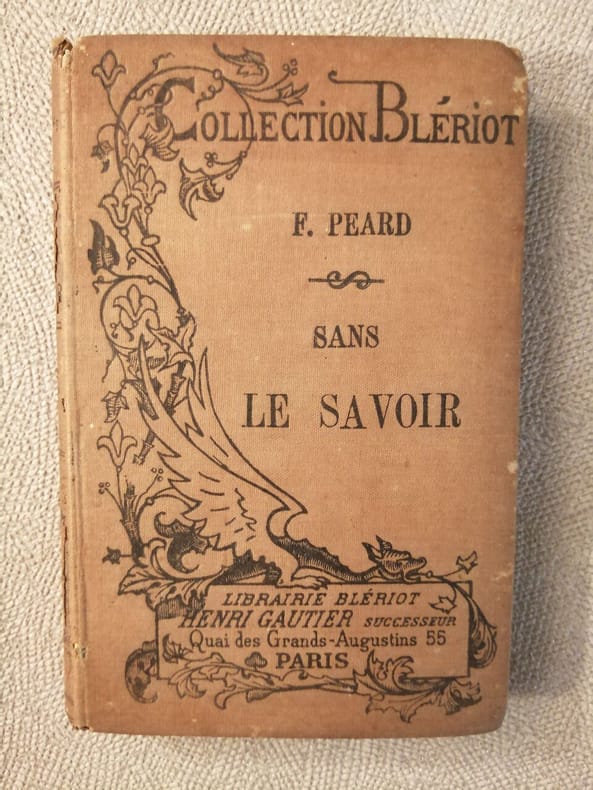 COLLECTION BLÉRIOT
F. PEARD
SANS
LE SAVOIR
LIBRAIRIE BLÉRIOT
HENRI GAUTIER SUCCESSEUR
Quai des Grands-Augustins 55
PARIS